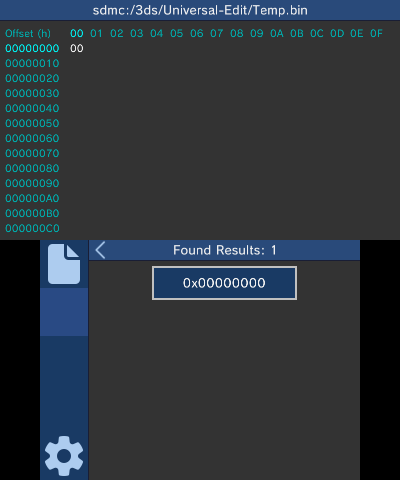 sdmc:/3ds/Universal-Edit/Temp.bin
Offset (h) 00 01 02 03 04 05 06 07 08 09 0A 0B 0C 0D 0E 0F
00000000 00
00000010
00000020
00000030
00000040
00000050
00000060
00000070
00000080
00000090
000000A0
000000B0
000000C0
Found Results: 1
0x00000000